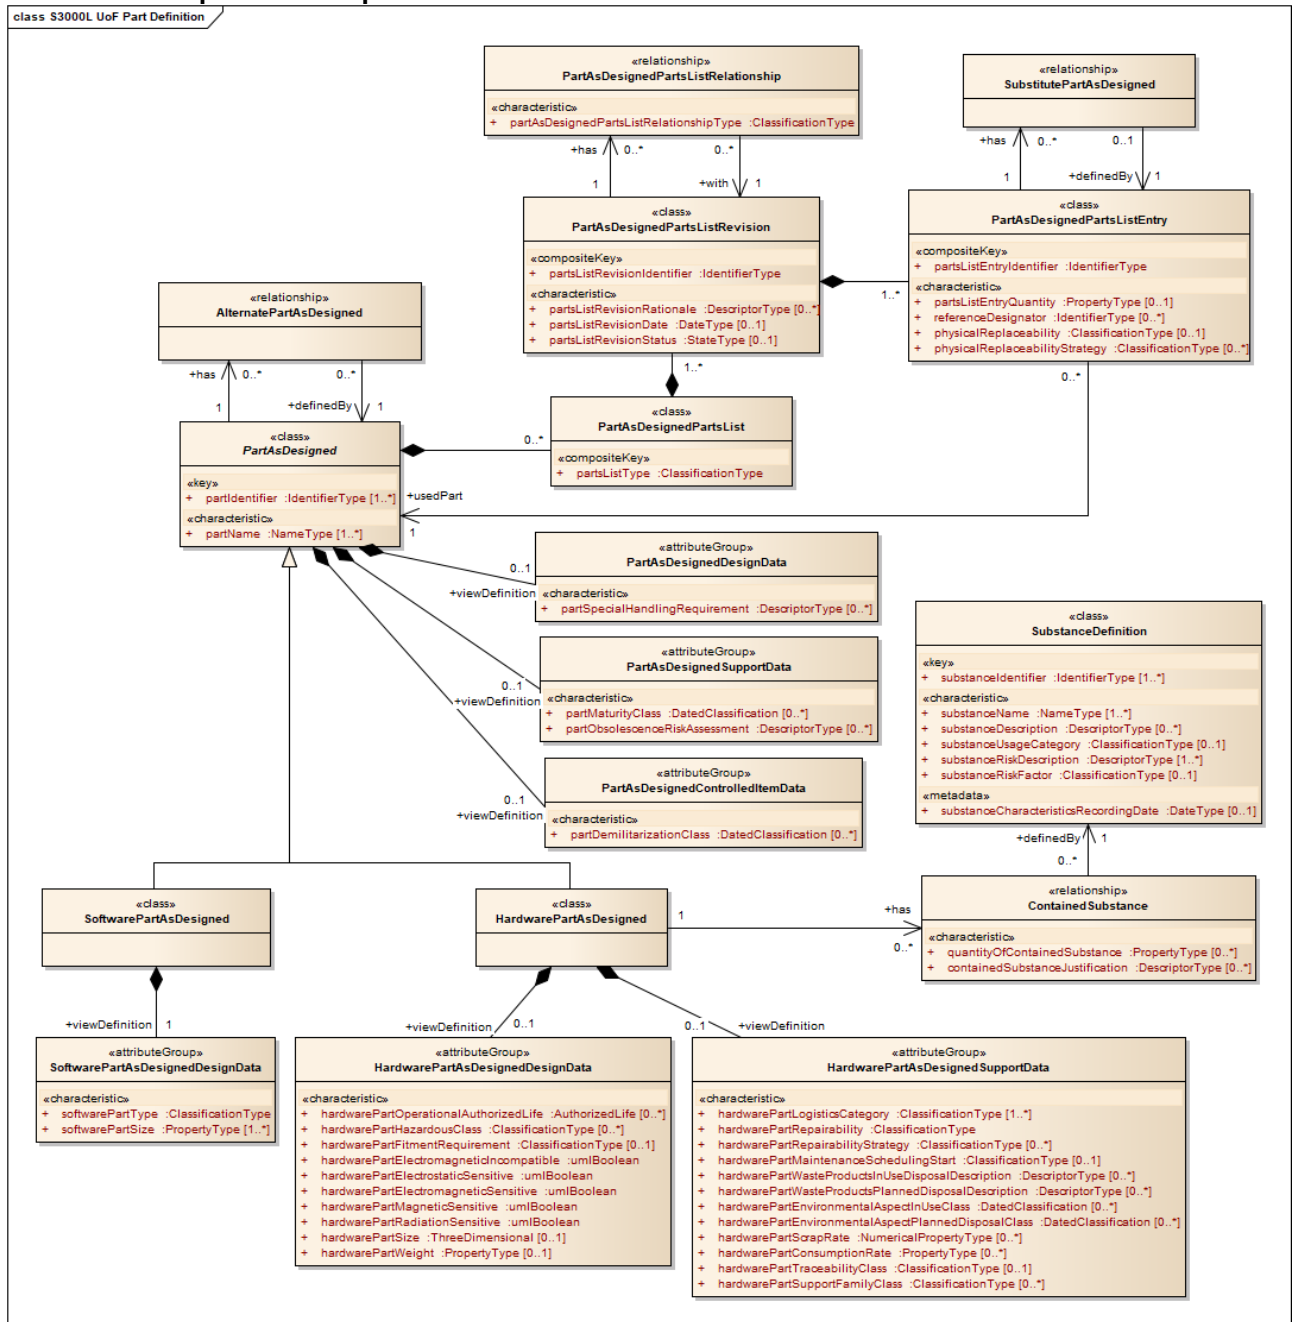 class S3000L UoF Part Definition
«relationship»
PartAsDesignedPartsListRelationship
«characteristic»
+ partAsDesignedPartsListRelationshipType :ClassificationType
«relationship»
SubstitutePartAsDesigned
+has
0..*
0..*
1
+with
1
+has
0..*
0..1
1
+definedBy
1
«class»
PartAsDesignedPartsListRevision
«compositeKey»
+ partsListRevisionIdentifier :IdentifierType
«characteristic»
+ partsListRevisionRationale :DescriptorType [0..*]
+ partsListRevisionDate :DateType [0..1]
+ partsListRevisionStatus :StateType [0..1]
1..*
«class»
PartAsDesignedPartsListEntry
«compositeKey»
+ partsListEntryIdentifier :IdentifierType
«characteristic»
+ partsListEntryQuantity :PropertyType [0..1]
+ referenceDesignator :IdentifierType [0..*]
+ physicalReplaceability :ClassificationType [0..1]
+ physicalReplaceabilityStrategy :ClassificationType [0..*]
«relationship»
AlternatePartAsDesigned
+has
0..*
0..*
1
+definedBy
1
1..*
0..*
«class»
PartAsDesignedPartsList
«compositeKey»
+ partsListType :ClassificationType
0..*
«class»
PartAsDesigned
«key»
+ partIdentifier :IdentifierType [1..*]
«characteristic»
+ partName :NameType [1..*]
+usedPart
1
«attributeGroup»
PartAsDesignedDesignData
«characteristic»
+ partSpecialHandlingRequirement :DescriptorType [0..*]
0..1
+viewDefinition
«attributeGroup»
PartAsDesignedSupportData
«characteristic»
+ partMaturityClass :DatedClassification [0..*]
+ partObsolescenceRiskAssessment :DescriptorType [0..*]
0..1
+viewDefinition
«attributeGroup»
PartAsDesignedControlledItemData
«characteristic»
+ partDemilitarizationClass :DatedClassification [0..*]
0..1
+viewDefinition
«class»
SubstanceDefinition
«key»
+ substanceIdentifier :IdentifierType [1..*]
«characteristic»
+ substanceName :NameType [1..*]
+ substanceDescription :DescriptorType [0..*]
+ substanceUsageCategory :ClassificationType [0..1]
+ substanceRiskDescription :DescriptorType [1..*]
+ substanceRiskFactor :ClassificationType [0..1]
«metadata»
+ substanceCharacteristicsRecordingDate :DateType [0..1]
+definedBy
1
0..*
«class»
SoftwarePartAsDesigned
«class»
HardwarePartAsDesigned
1
+has
0..*
«relationship»
ContainedSubstance
«characteristic»
+ quantityOfContainedSubstance :PropertyType [0..*]
+ containedSubstanceJustification :DescriptorType [0..*]
+viewDefinition
1
+viewDefinition
0..1
0..1
+viewDefinition
«attributeGroup»
SoftwarePartAsDesignedDesignData
«characteristic»
+ softwarePartType :ClassificationType
+ softwarePartSize :PropertyType [1..*]
«attributeGroup»
HardwarePartAsDesignedDesignData
«characteristic»
+ hardwarePartOperationalAuthorizedLife :AuthorizedLife [0..*]
+ hardwarePartHazardousClass :ClassificationType [0..*]
+ hardwarePartFitmentRequirement :ClassificationType [0..1]
+ hardwarePartElectromagneticIncompatible :umlBoolean
+ hardwarePartElectrostaticSensitive :umlBoolean
+ hardwarePartElectromagneticSensitive :umlBoolean
+ hardwarePartMagneticSensitive :umlBoolean
+ hardwarePartRadiationSensitive :umlBoolean
+ hardwarePartSize :ThreeDimensional [0..1]
+ hardwarePartWeight :PropertyType [0..1]
«attributeGroup»
HardwarePartAsDesignedSupportData
«characteristic»
+ hardwarePartLogisticsCategory :ClassificationType [1..*]
+ hardwarePartRepairability :ClassificationType
+ hardwarePartRepairabilityStrategy :ClassificationType [0..*]
+ hardwarePartMaintenanceSchedulingStart :ClassificationType [0..1]
+ hardwarePartWasteProductsInUseDisposalDescription :DescriptorType [0..*]
+ hardwarePartWasteProductsPlannedDisposalDescription :DescriptorType [0..*]
+ hardwarePartEnvironmentalAspectInUseClass :DatedClassification [0..*]
+ hardwarePartEnvironmentalAspectPlannedDisposalClass :DatedClassification [0..*]
+ hardwarePartScrapRate :NumericalPropertyType [0..*]
+ hardwarePartConsumptionRate :PropertyType [0..*]
+ hardwarePartTraceabilityClass :ClassificationType [0..1]
+ hardwarePartSupportFamilyClass :ClassificationType [0..*]